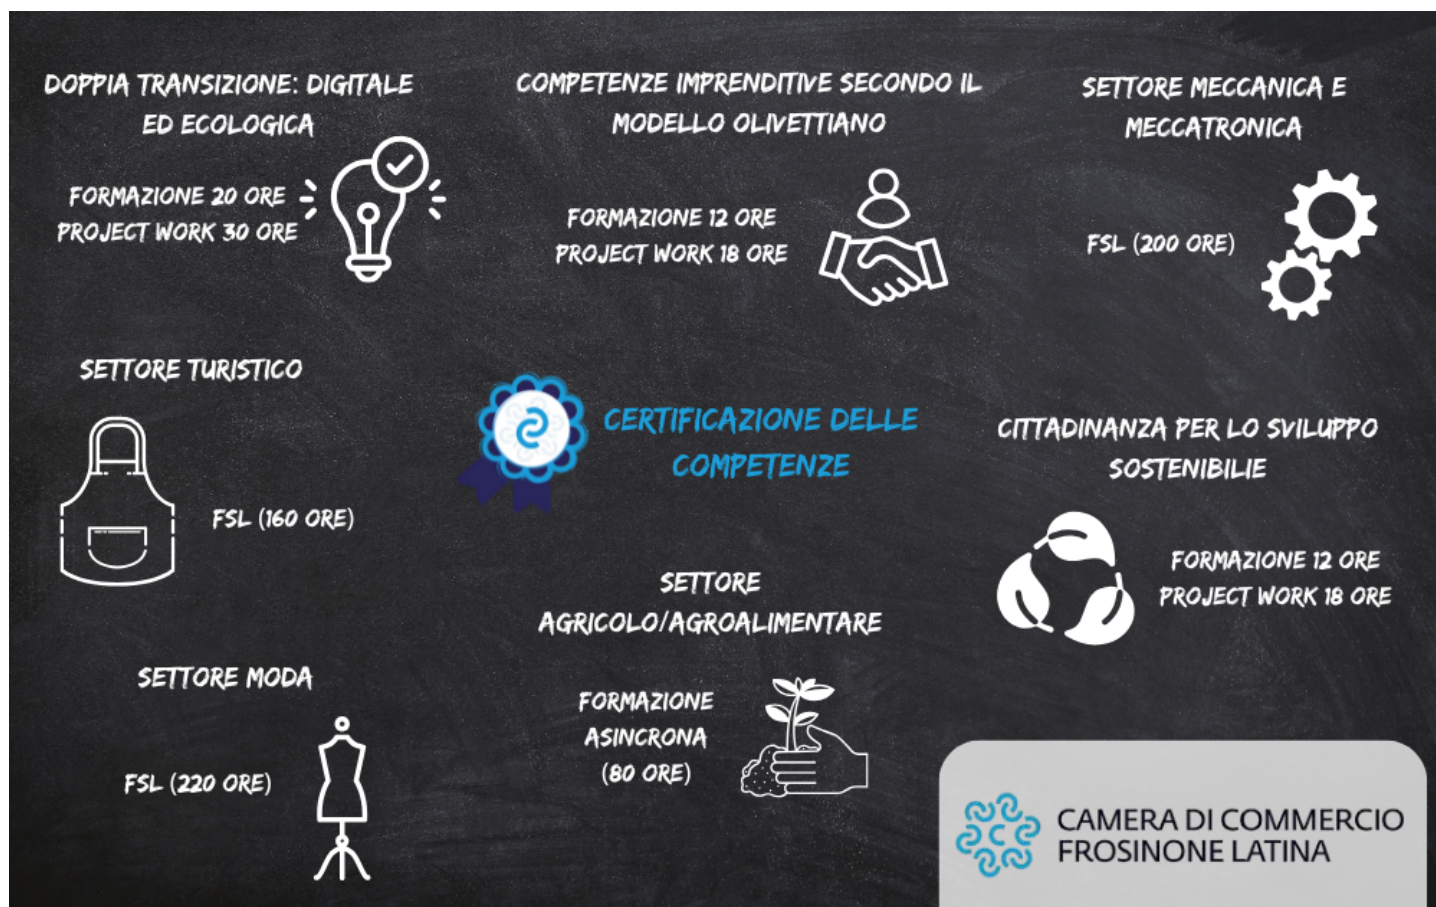 DOPPIA TRANSIZIONE: DIGITALE
ED ECOLOGICA
FORMAZIONE 20 ORE
PROJECT WORK 30 ORE
COMPETENZE IMPRENDITIVE SECONDO IL
MODELLO OLIVETTIANO
FORMAZIONE 12 ORE
PROJECT WORK 18 ORE
SETTORE MECCANICA E
MECCATRONICA
FSL (200 ORE)
SETTORE TURISTICO
FSL (160 ORE)
CERTIFICAZIONE DELLE
COMPETENZE
CITTADINANZA PER LO SVILUPPO
SOSTENIBILIE
FORMAZIONE 12 ORE
PROJECT WORK 18 ORE
SETTORE MODA
FSL (220 ORE)
SETTORE
AGRICOLO/AGROALIMENTARE
FORMAZIONE
ASINCRONA
(80 ORE)
CAMERA DI COMMERCIO
FROSINONE LATINA